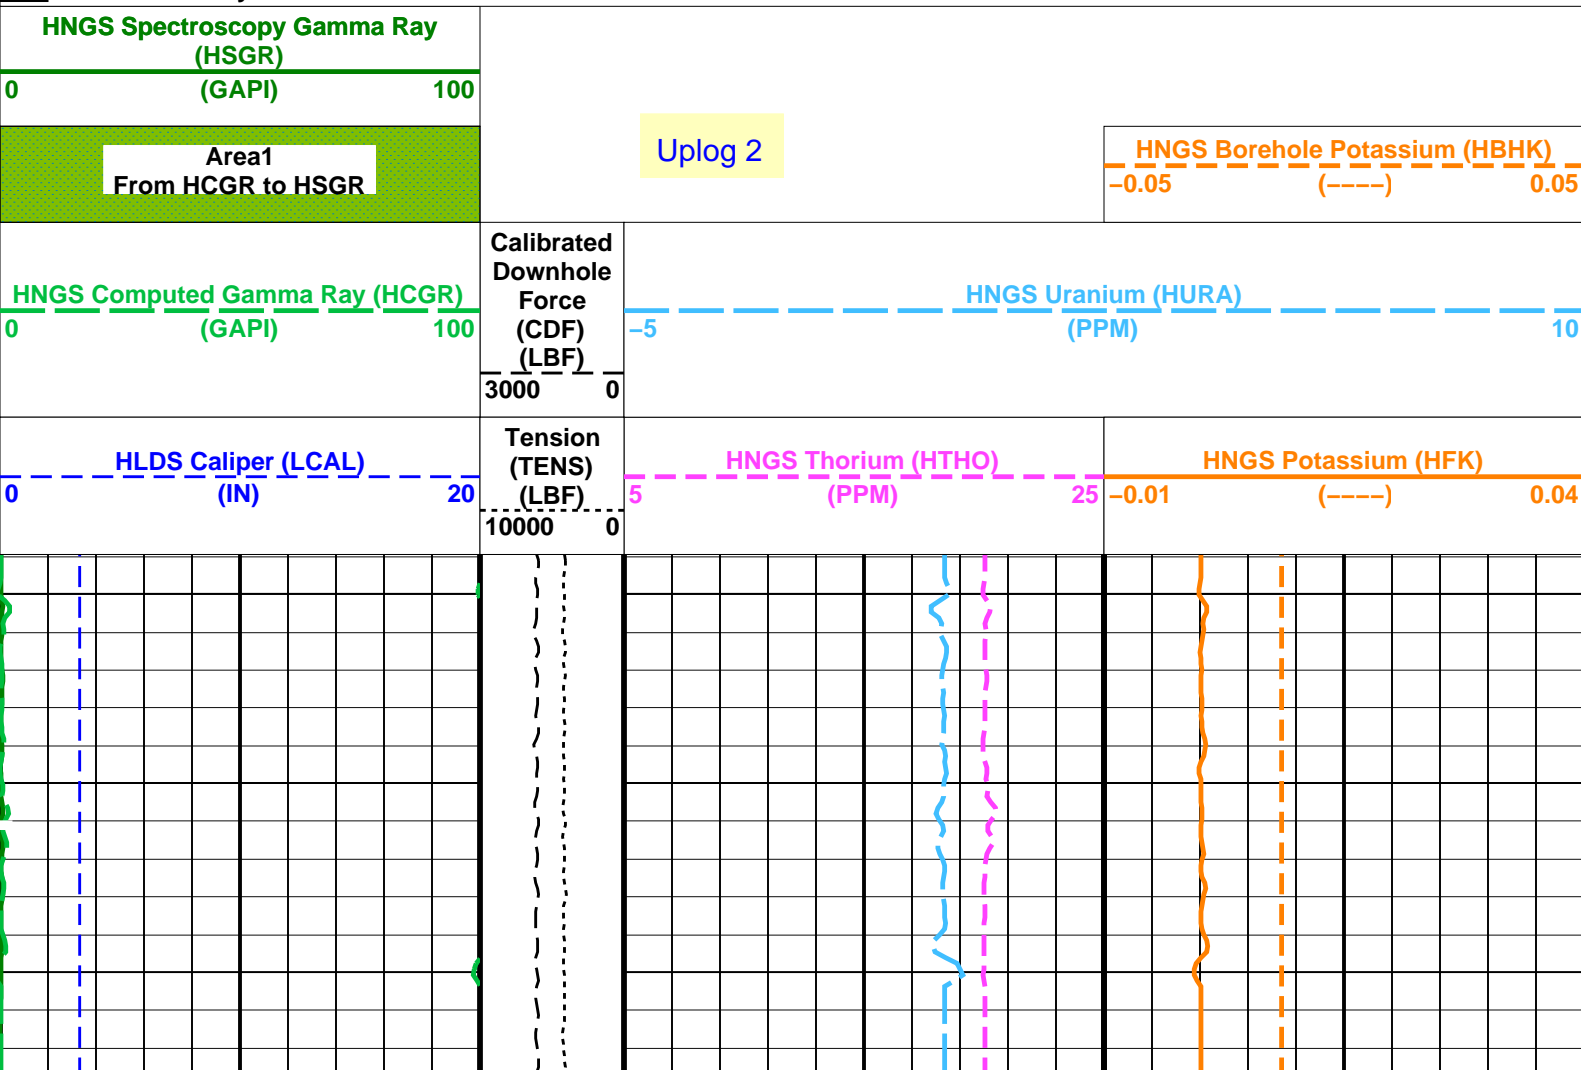 HNGS Spectroscopy Gamma Ray
(HSGR)
0 (GAPI) 100
Area1
From HCGR to HSGR
Uplog 2
HNGS Borehole Potassium (HBHK)
−0.05 (−−−−) 0.05
HNGS Computed Gamma Ray (HCGR)
0 (GAPI) 100
Calibrated
Downhole
Force
(CDF)
(LBF)
3000 0
HNGS Uranium (HURA)
−5 (PPM) 10
HLDS Caliper (LCAL)
0 (IN) 20
Tension
(TENS)
(LBF)
10000 0
HNGS Thorium (HTHO)
5 (PPM) 25
HNGS Potassium (HFK)
−0.01 (−−−−) 0.04